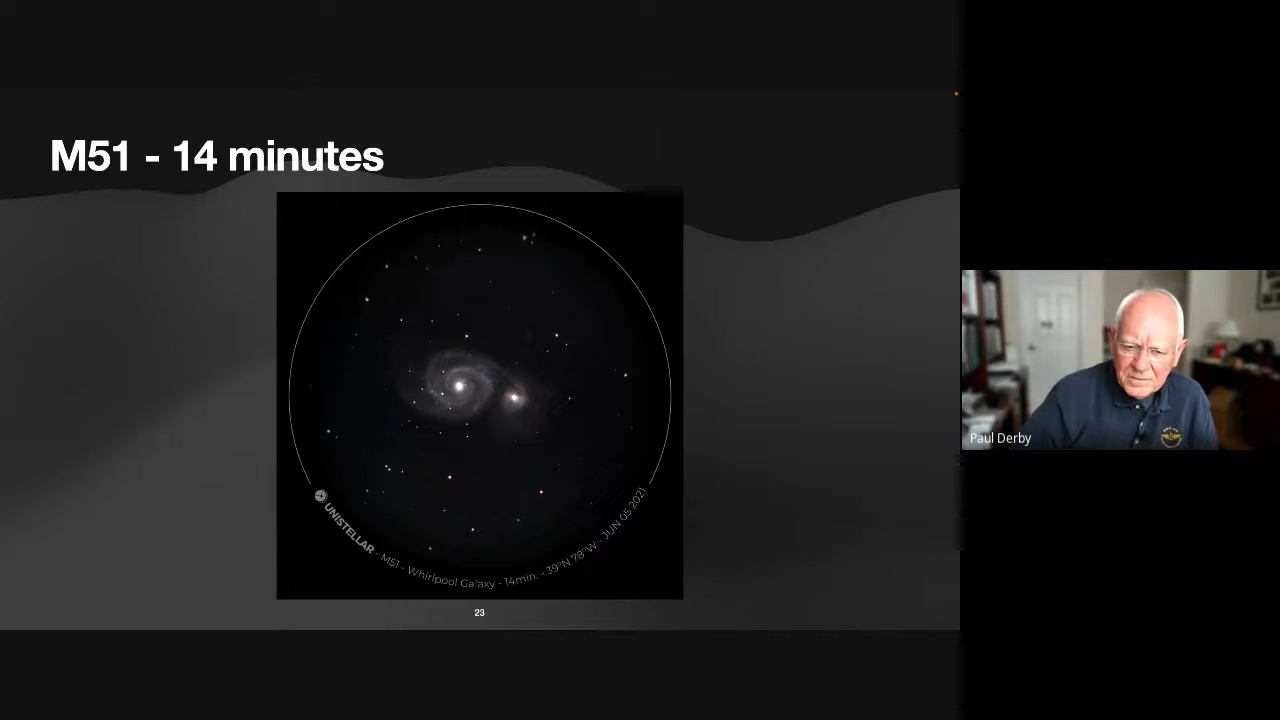 M51 - 14 minutes
UNISTELLAR - M51 - Whirlpool Galaxy - 14min. - 39°N 78°W - JUN 05 2021
23
Paul Derby